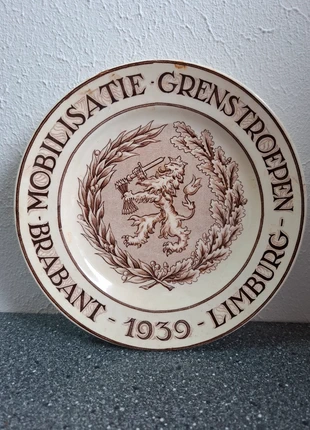 MOBILISATIE · GRENSTROEPEN
BRABANT - 1939 - LIMBURG